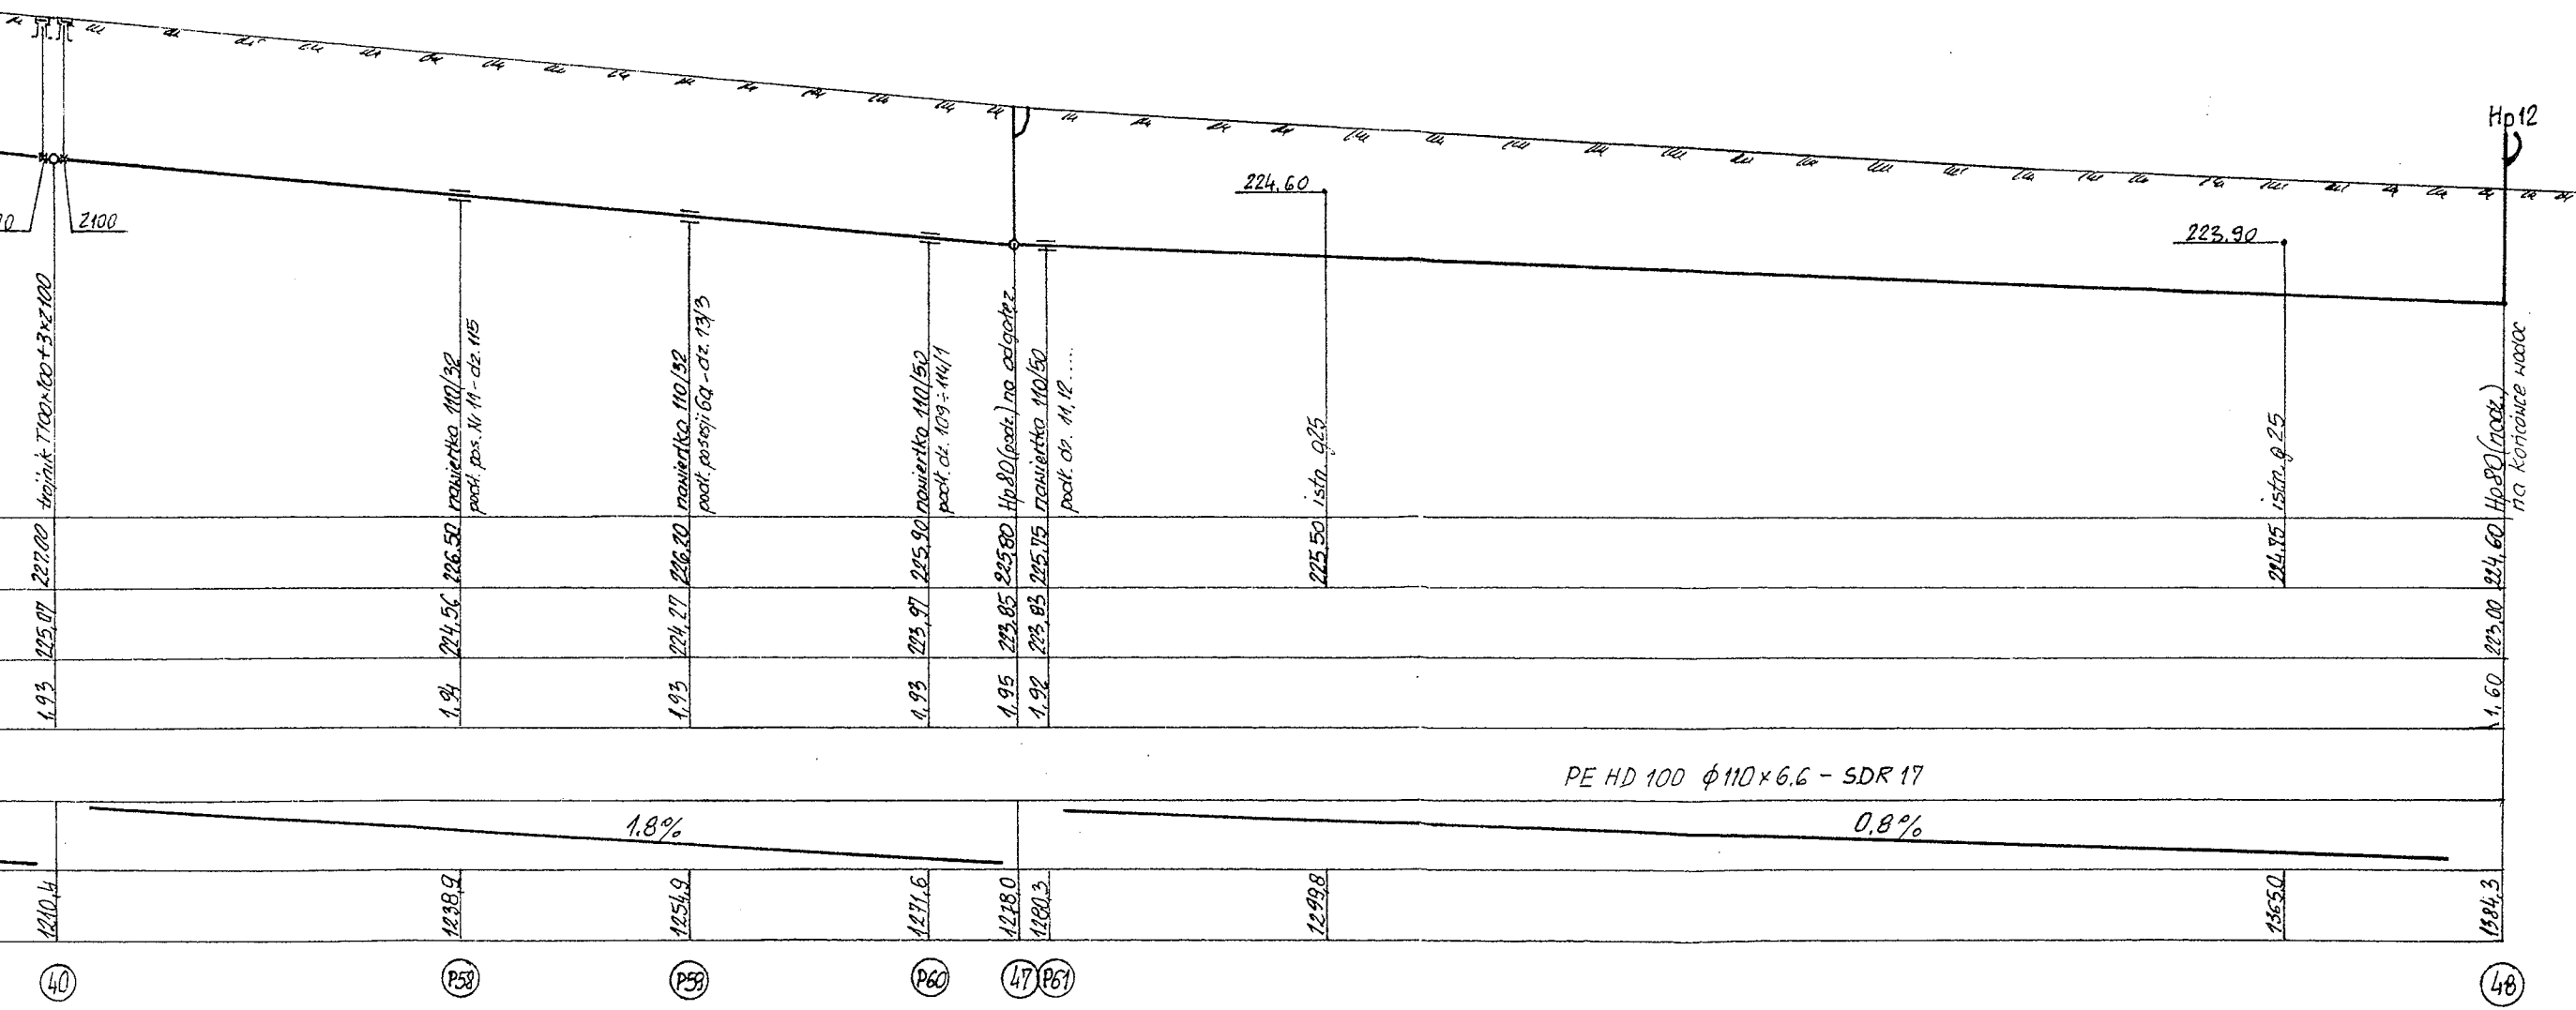 Hp12
224.60
223.90
Z100
trójnik T100×100+3×Z100
nawiertka 110/32
podł. pos. Nr 11 - dz. 115
nawiertka 110/32
podł. posesji 6a - dz. 13/3
nawiertka 110/50
podł. dz. 109÷114/1
Hp80(podz.) na odgałęz.
nawiertka 110/50
podł. dz. 11,12.....
istn. ø25
istn. ø25
Hp80(nadz.)
na końcówce wodoc
227.00
226.50
226.20
225.90
225.80
225.75
225.50
224.75
224.60
225.07
224.56
224.27
223.97
223.85
223.83
223.00
1.93
1.94
1.93
1.93
1.95
1.92
1.60
PE HD 100 ϕ110×6.6 - SDR 17
1.8%
0.8%
1210.4
1238.9
1254.9
1271.6
1278.0
1280.3
1299.8
1365.0
1384.3
40
P58
P59
P60
47
P61
48